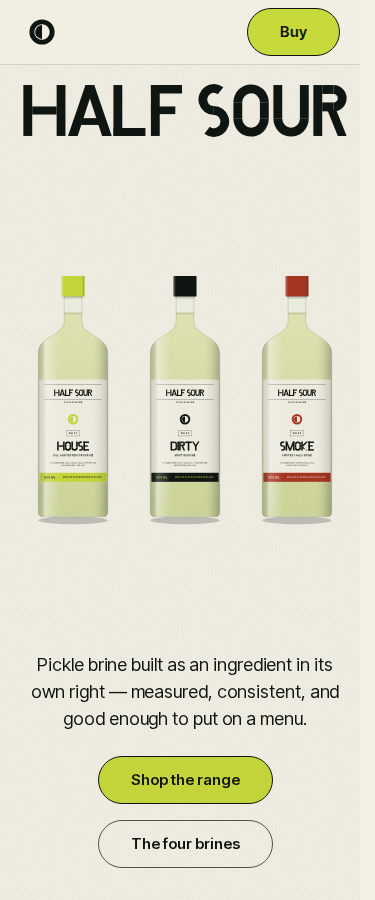 Buy
HALF SOUR
HALF SOUR
HOUSE
HALF SOUR
DIRTY
HALF SOUR
SMOKE
Pickle brine built as an ingredient in its
own right — measured, consistent, and
good enough to put on a menu.
Shop the range
The four brines